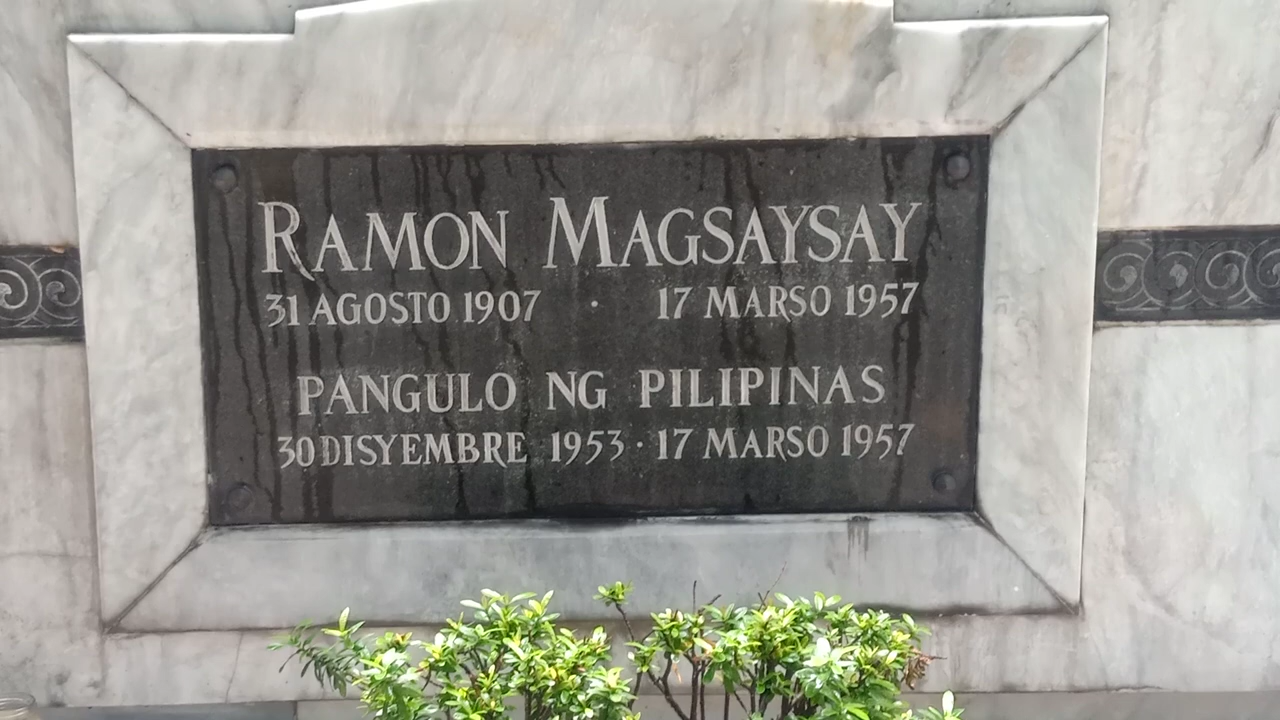 RAMON MAGSAYSAY
31 AGOSTO 1907 · 17 MARSO 1957
PANGULO NG PILIPINAS
30 DISYEMBRE 1953 · 17 MARSO 1957